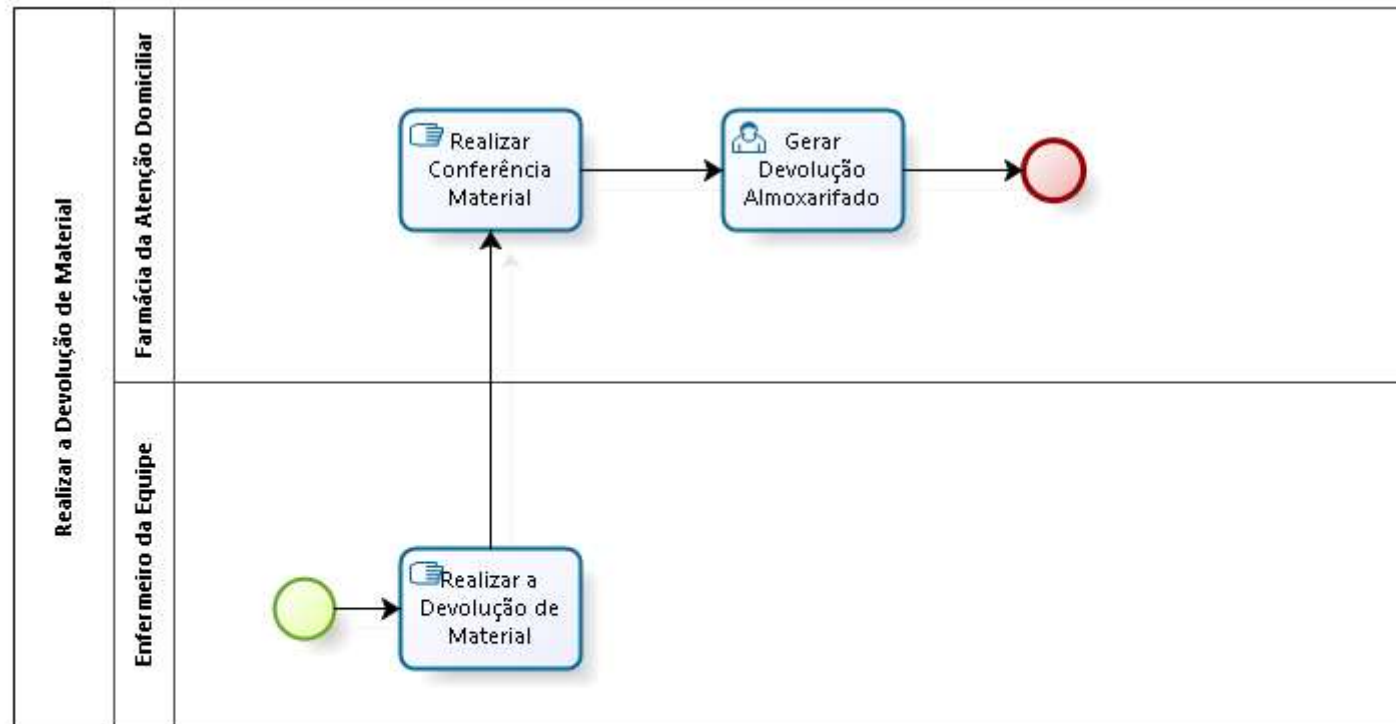 Realizar a Devolução de Material
Farmácia da Atenção Domiciliar
Realizar
Conferência
Material
Gerar
Devolução
Almoxarifado
Enfermeiro da Equipe
Realizar a
Devolução de
Material